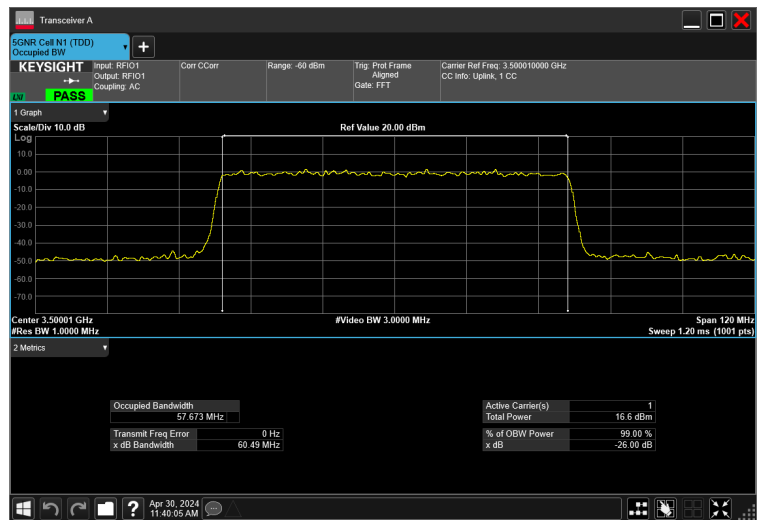 Transceiver A
5GNR Cell N1 (TDD)
Occupied BW
+
KEYSIGHT
PASS
Input: RFIO1
Output: RFIO1
Coupling: AC
Corr CCorr
Range: -60 dBm
Trig: Prot Frame
Aligned
Gate: FFT
Carrier Ref Freq: 3.500010000 GHz
CC Info: Uplink, 1 CC
1 Graph
Scale/Div 10.0 dB
Ref Value 20.00 dBm
Log
10.0
0.00
-10.0
-20.0
-30.0
-40.0
-50.0
-60.0
-70.0
Center 3.50001 GHz
#Video BW 3.0000 MHz
Span 120 MHz
#Res BW 1.0000 MHz
Sweep 1.20 ms (1001 pts)
2 Metrics
Occupied Bandwidth
57.673 MHz
Transmit Freq Error 0 Hz
x dB Bandwidth 60.49 MHz
Active Carrier(s) 1
Total Power 16.6 dBm
% of OBW Power 99.00 %
x dB -26.00 dB
?
Apr 30, 2024
11:40:05 AM